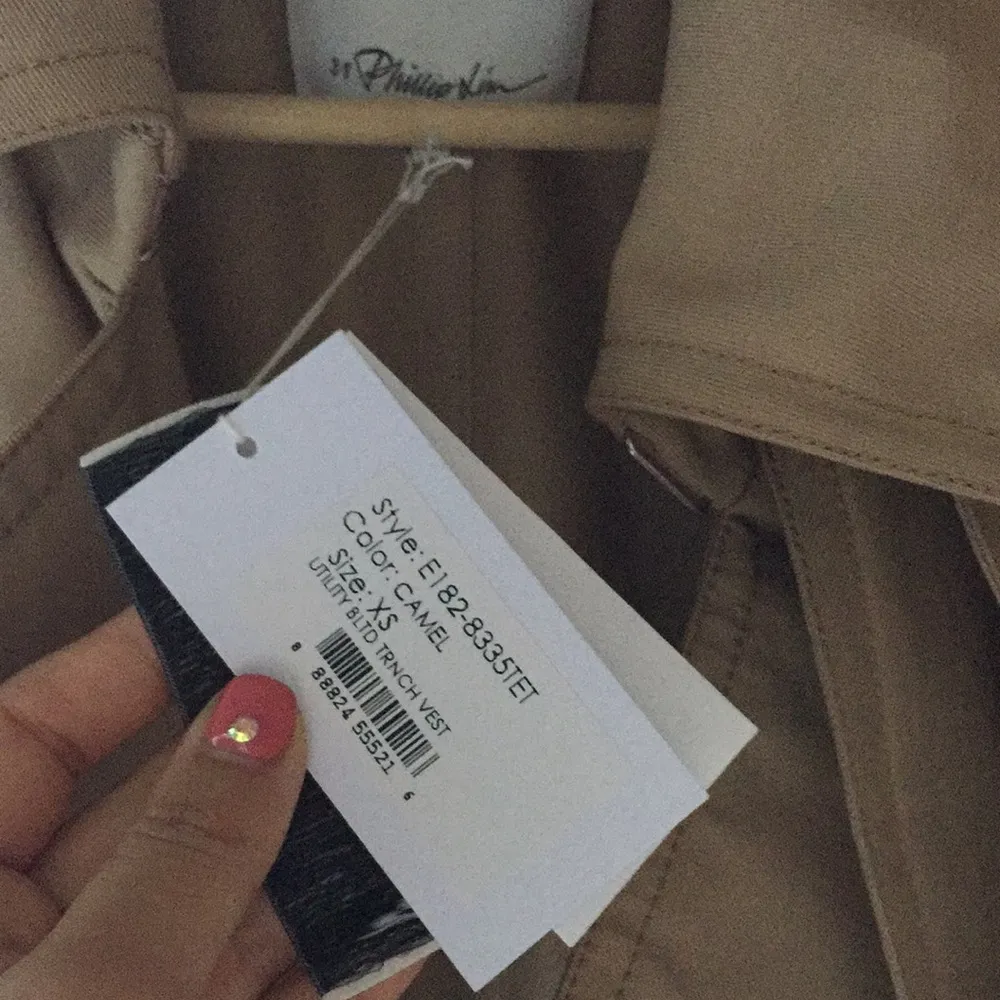 3.1 Phillip Lim
Style: E182-8335TET
Color: CAMEL
Size: XS
UTILITY BLTD TRNCH VEST
8 88824 55521 6